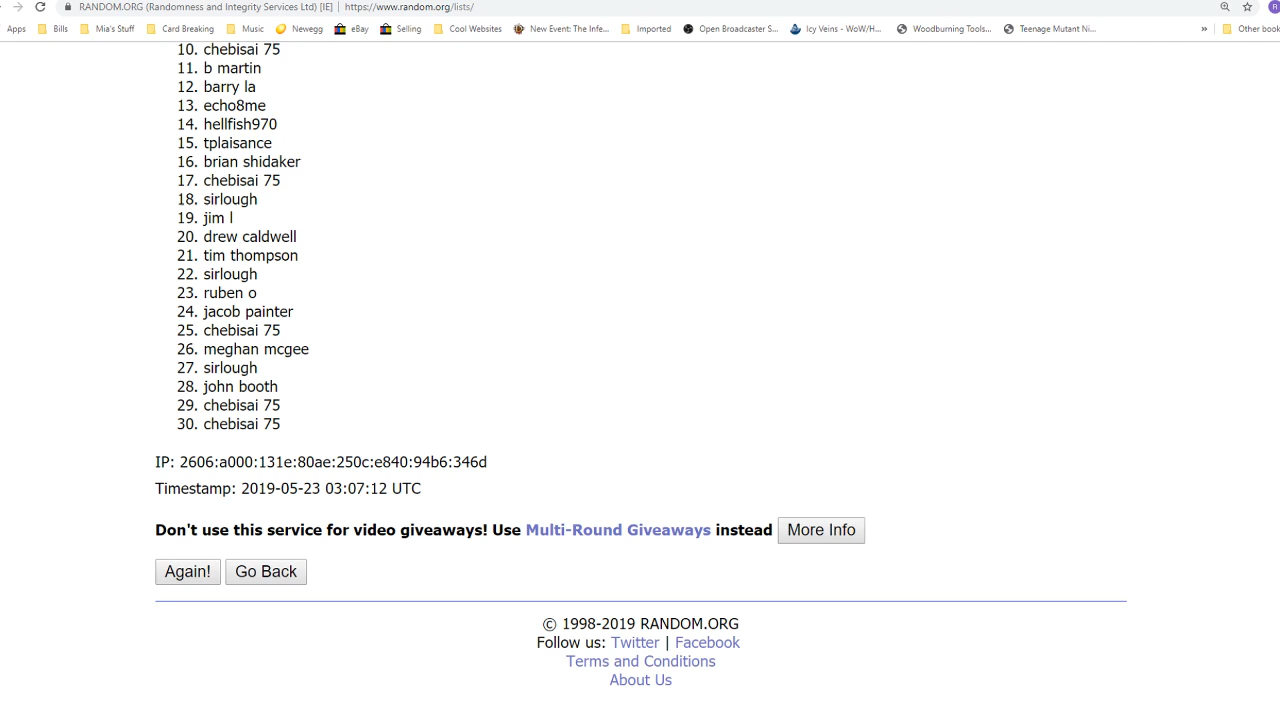 RANDOM.ORG (Randomness and Integrity Services Ltd) [IE] | https://www.random.org/lists/
Apps Bills Mia's Stuff Card Breaking Music Newegg eBay Selling Cool Websites New Event: The Infe... Imported Open Broadcaster S... Icy Veins - WoW/H... Woodburning Tools... Teenage Mutant Ni... » Other book
10. chebisai 75
11. b martin
12. barry la
13. echo8me
14. hellfish970
15. tplaisance
16. brian shidaker
17. chebisai 75
18. sirlough
19. jim l
20. drew caldwell
21. tim thompson
22. sirlough
23. ruben o
24. jacob painter
25. chebisai 75
26. meghan mcgee
27. sirlough
28. john booth
29. chebisai 75
30. chebisai 75
IP: 2606:a000:131e:80ae:250c:e840:94b6:346d
Timestamp: 2019-05-23 03:07:12 UTC
Don't use this service for video giveaways! Use Multi-Round Giveaways instead More Info
Again! Go Back
© 1998-2019 RANDOM.ORG
Follow us: Twitter | Facebook
Terms and Conditions
About Us